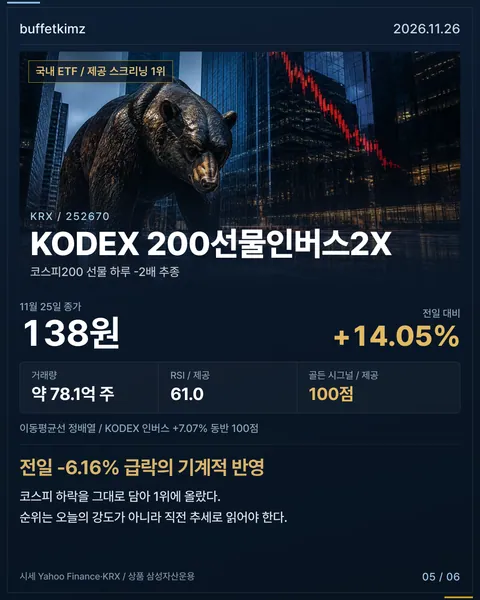 buffetkimz
2026.11.26
국내 ETF / 제공 스크리닝 1위
KRX / 252670
KODEX 200선물인버스2X
코스피200 선물 하루 -2배 추종
11월 25일 종가
138원
전일 대비
+14.05%
거래량
약 78.1억 주
RSI / 제공
61.0
골든 시그널 / 제공
100점
이동평균선 정배열 / KODEX 인버스 +7.07% 동반 100점
전일 -6.16% 급락의 기계적 반영
코스피 하락을 그대로 담아 1위에 올랐다.
순위는 오늘의 강도가 아니라 직전 추세로 읽어야 한다.
시세 Yahoo Finance·KRX / 상품 삼성자산운용
05 / 06